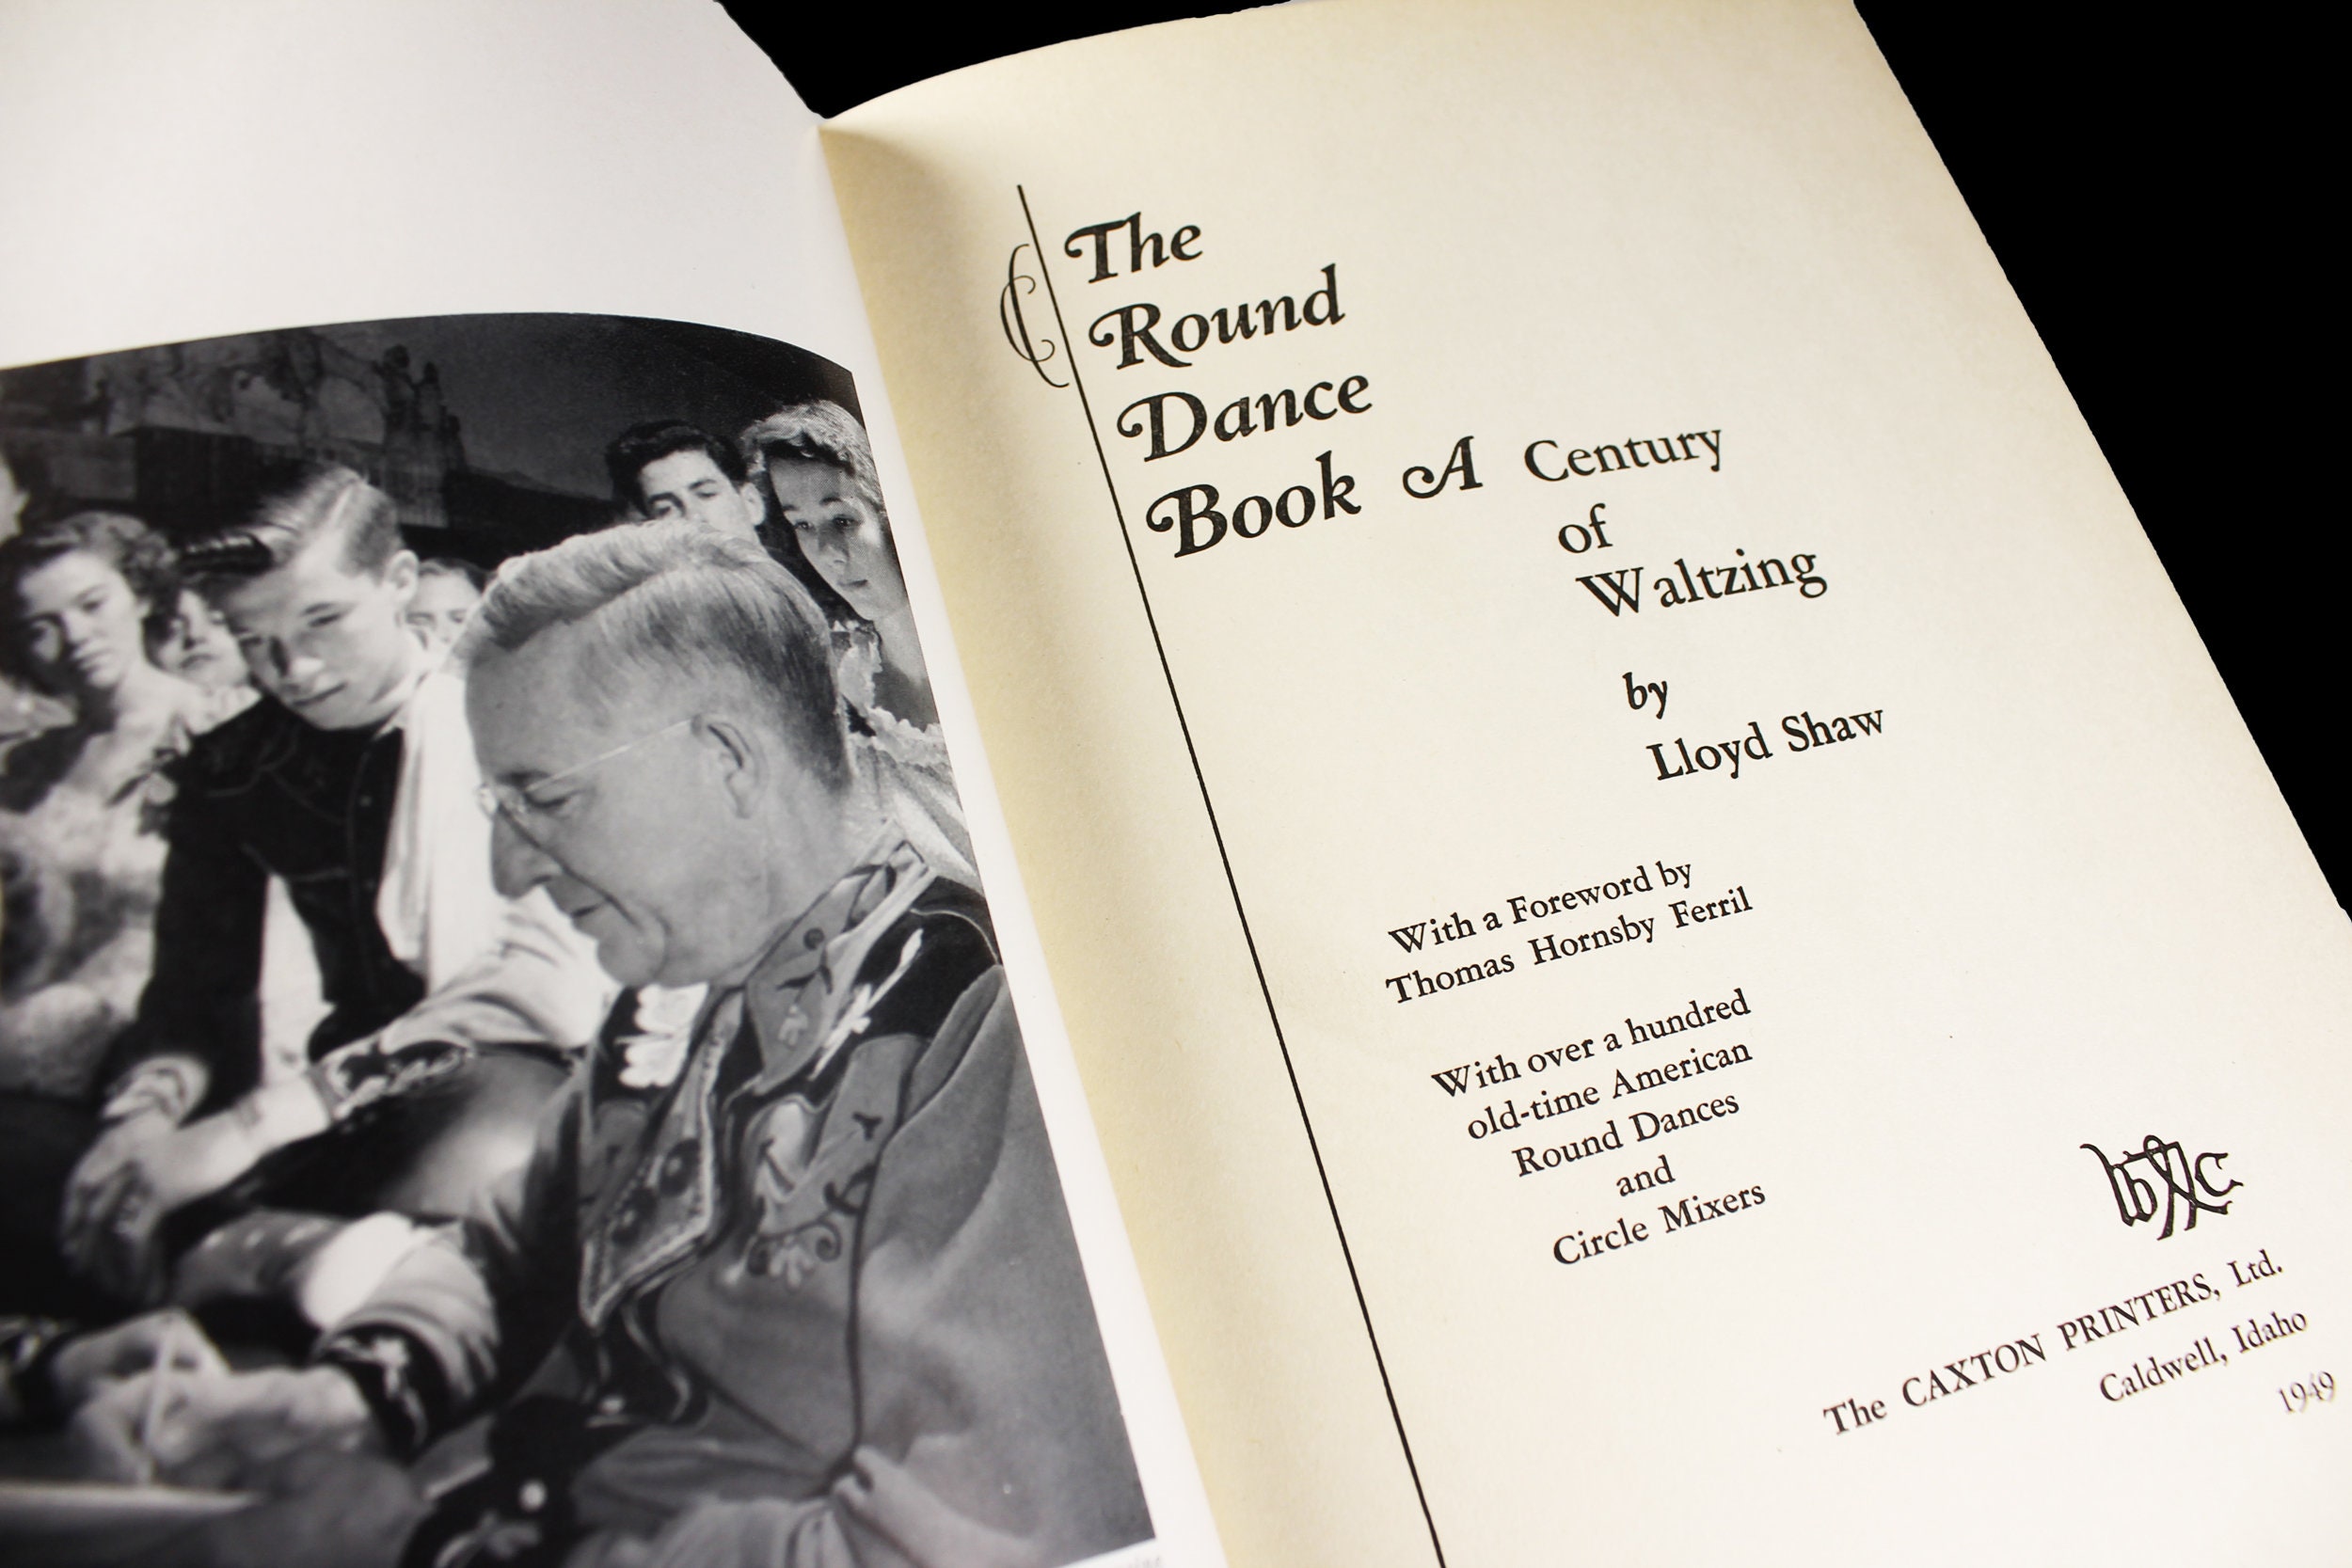 The
Round
Dance
Book A Century
of
Waltzing
by
Lloyd Shaw
With a Foreword by
Thomas Hornsby Ferril
With over a hundred
old-time American
Round Dances
and
Circle Mixers
The CAXTON PRINTERS, Ltd.
Caldwell, Idaho
1949